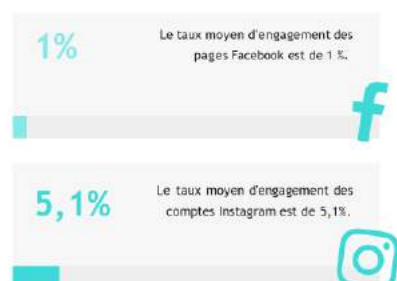 1%
Le taux moyen d'engagement des
pages Facebook est de 1 %.
5,1%
Le taux moyen d'engagement des
comptes Instagram est de 5,1%.